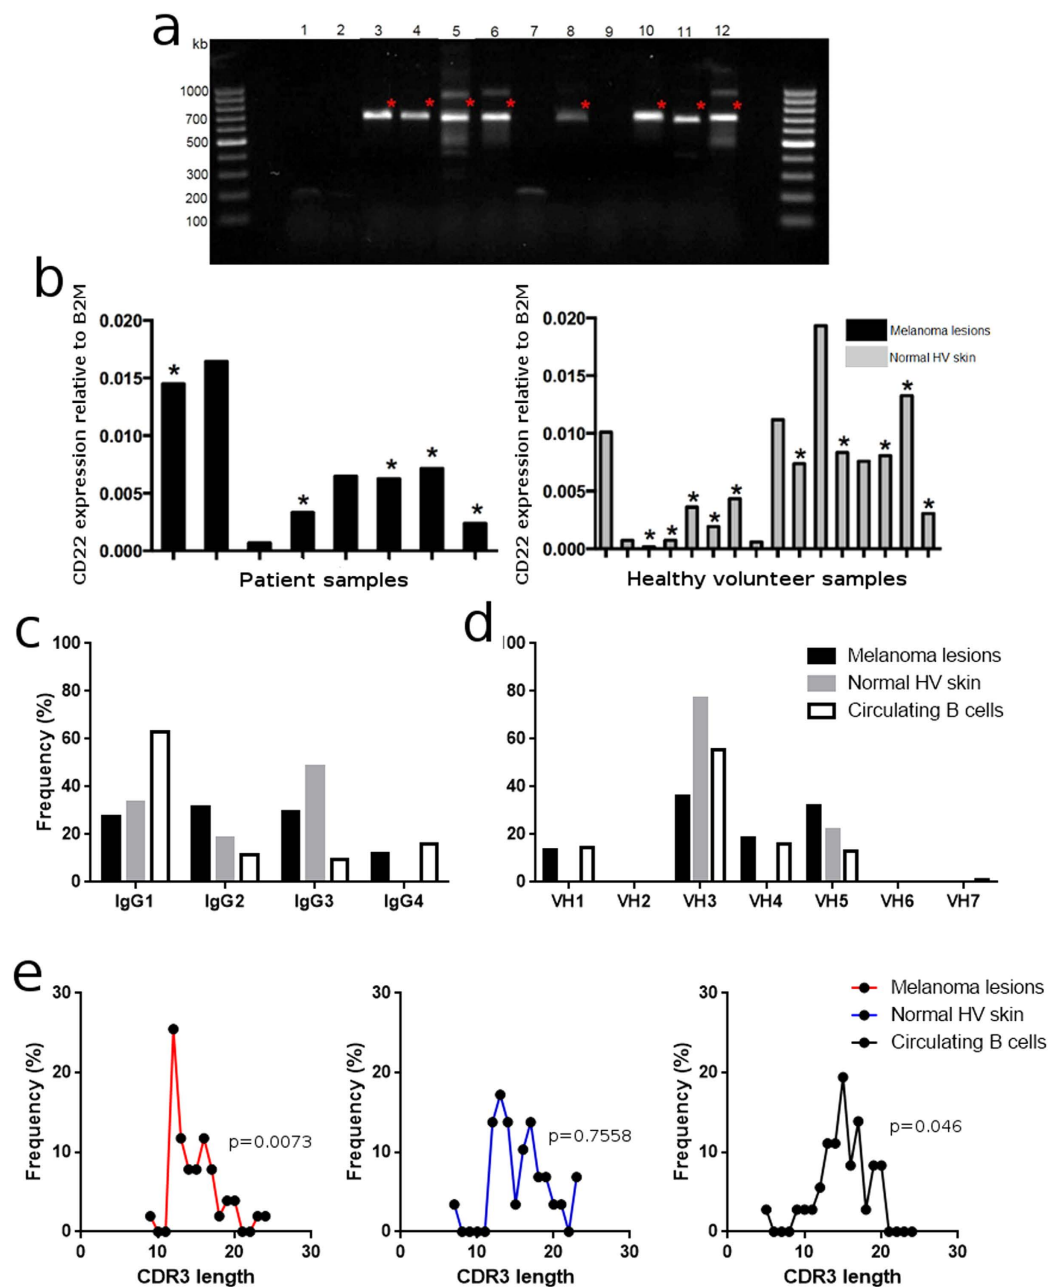 a
kb 1 2 3 4 5 6 7 8 9 10 11 12
1000
700
500
300
200
100
* * * * * * * *
b
CD22 expression relative to B2M
0.020
0.015
0.010
0.005
0.000
* * * * *
Patient samples
CD22 expression relative to B2M
0.020
0.015
0.010
0.005
0.000
* * * * * * * * * *
Melanoma lesions
Normal HV skin
Healthy volunteer samples
c
Frequency (%)
100
80
60
40
20
0
IgG1 IgG2 IgG3 IgG4
d
00
80
60
40
20
0
Melanoma lesions
Normal HV skin
Circulating B cells
VH1 VH2 VH3 VH4 VH5 VH6 VH7
e
Frequency (%)
30
20
10
0
p=0.0073
0 10 20 30
CDR3 length
Frequency (%)
30
20
10
0
p=0.7558
0 10 20 30
CDR3 length
Frequency (%)
30
20
10
0
Melanoma lesions
Normal HV skin
Circulating B cells
p=0.046
0 10 20 30
CDR3 length